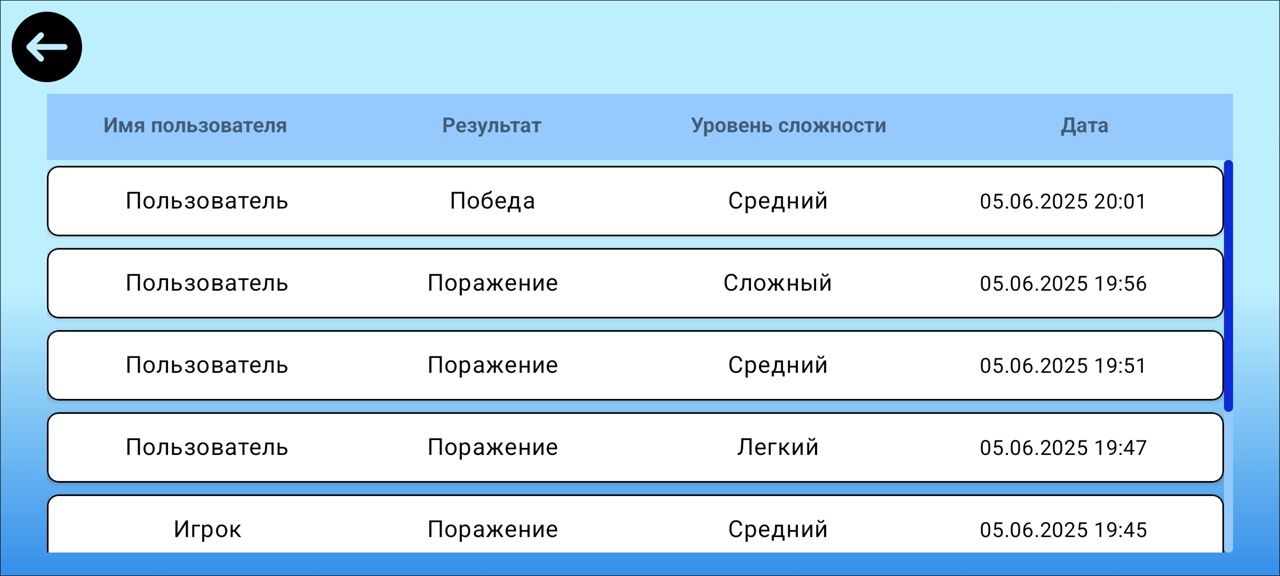 Имя пользователя Результат Уровень сложности Дата
Пользователь Победа Средний 05.06.2025 20:01
Пользователь Поражение Сложный 05.06.2025 19:56
Пользователь Поражение Средний 05.06.2025 19:51
Пользователь Поражение Легкий 05.06.2025 19:47
Игрок Поражение Средний 05.06.2025 19:45